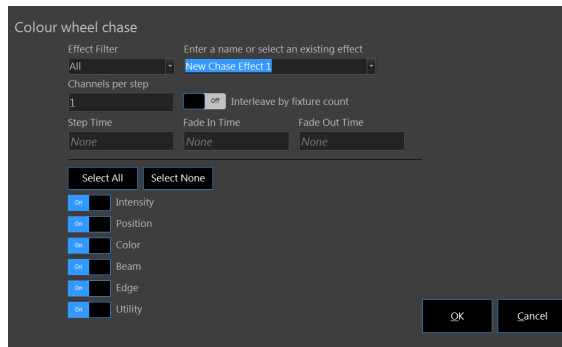 Colour wheel chase
Effect Filter Enter a name or select an existing effect
All New Chase Effect 1
Channels per step
1 Off Interleave by fixture count
Step Time Fade In Time Fade Out Time
None None None
Select All Select None
On Intensity
On Position
On Color
On Beam
On Edge
On Utility
OK Cancel